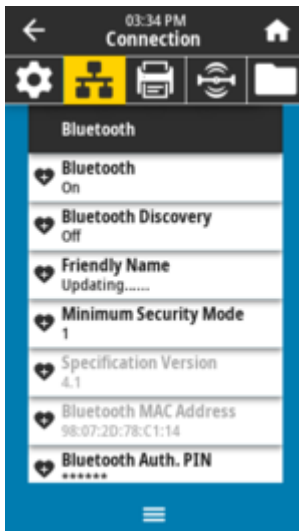 03:34 PM
Connection
Bluetooth
Bluetooth
On
Bluetooth Discovery
Off
Friendly Name
Updating......
Minimum Security Mode
1
Specification Version
4.1
Bluetooth MAC Address
98:07:2D:78:C1:14
Bluetooth Auth. PIN
******